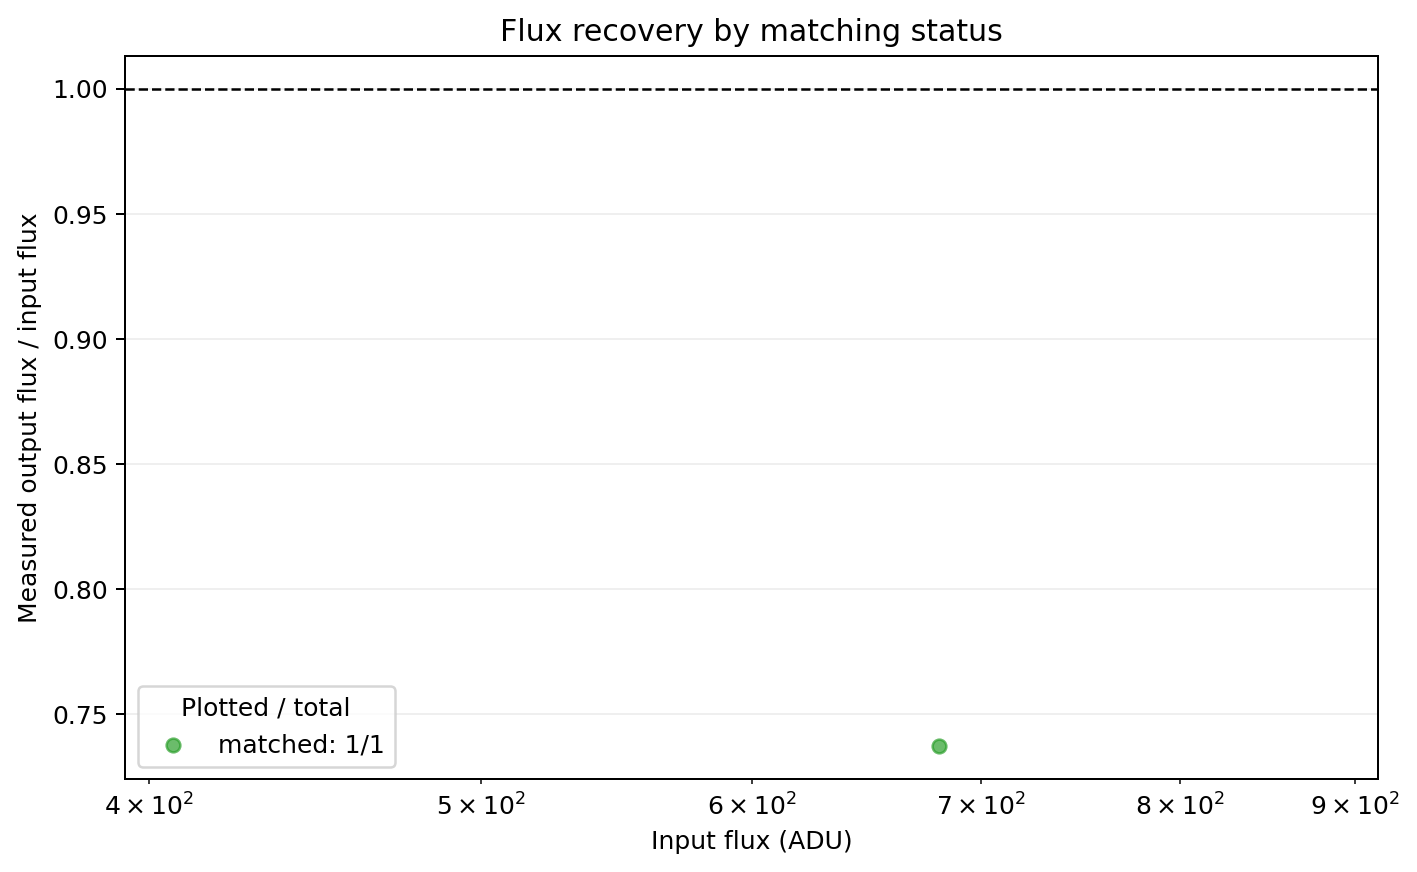 Flux recovery by matching status
Measured output flux / input flux
1.00
0.95
0.90
0.85
0.80
0.75
Plotted / total
matched: 1/1
4 × 10² 5 × 10² 6 × 10² 7 × 10² 8 × 10² 9 × 10²
Input flux (ADU)